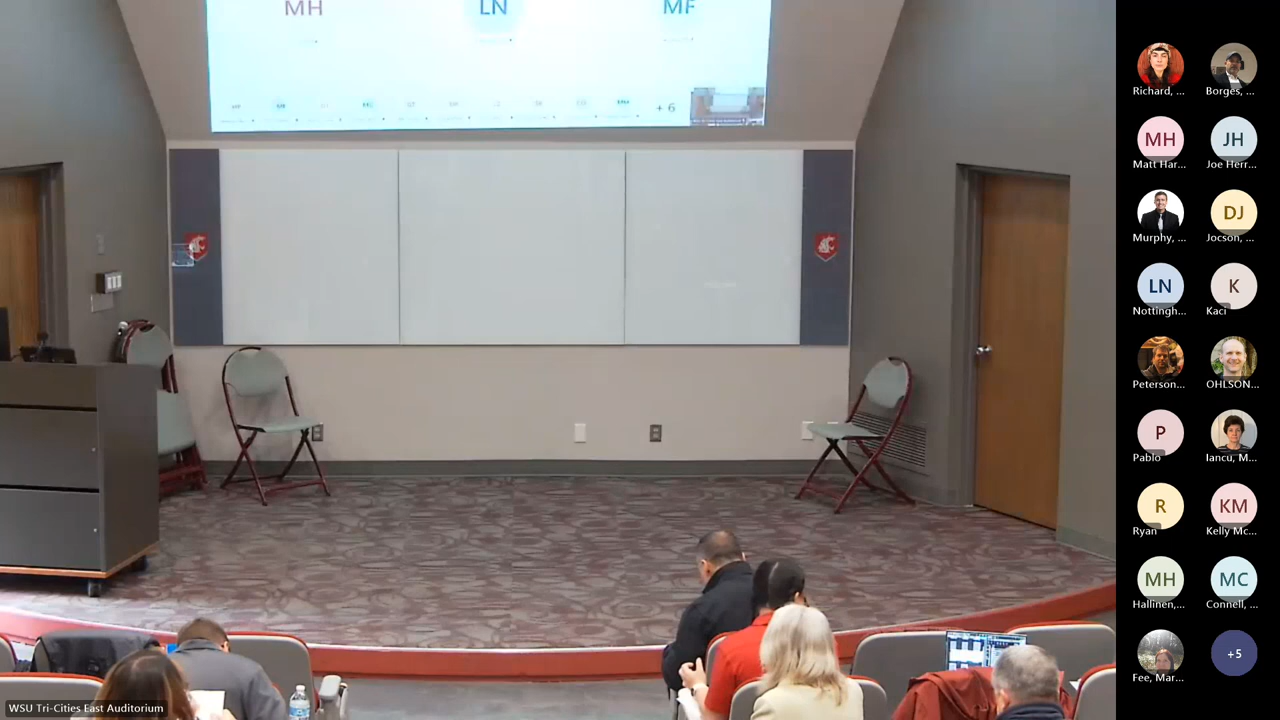 MH
LN
MF
+ 6
Richard, ...
Borges, ...
MH
Matt Har...
JH
Joe Herr...
Murphy, ...
DJ
Jocson, ...
LN
Nottingh...
K
Kaci
Peterson...
OHLSON...
P
Pablo
Iancu, M...
R
Ryan
KM
Kelly Mc...
MH
Hallinen,...
MC
Connell, ...
Fee, Mar...
+5
WSU Tri-Cities East Auditorium